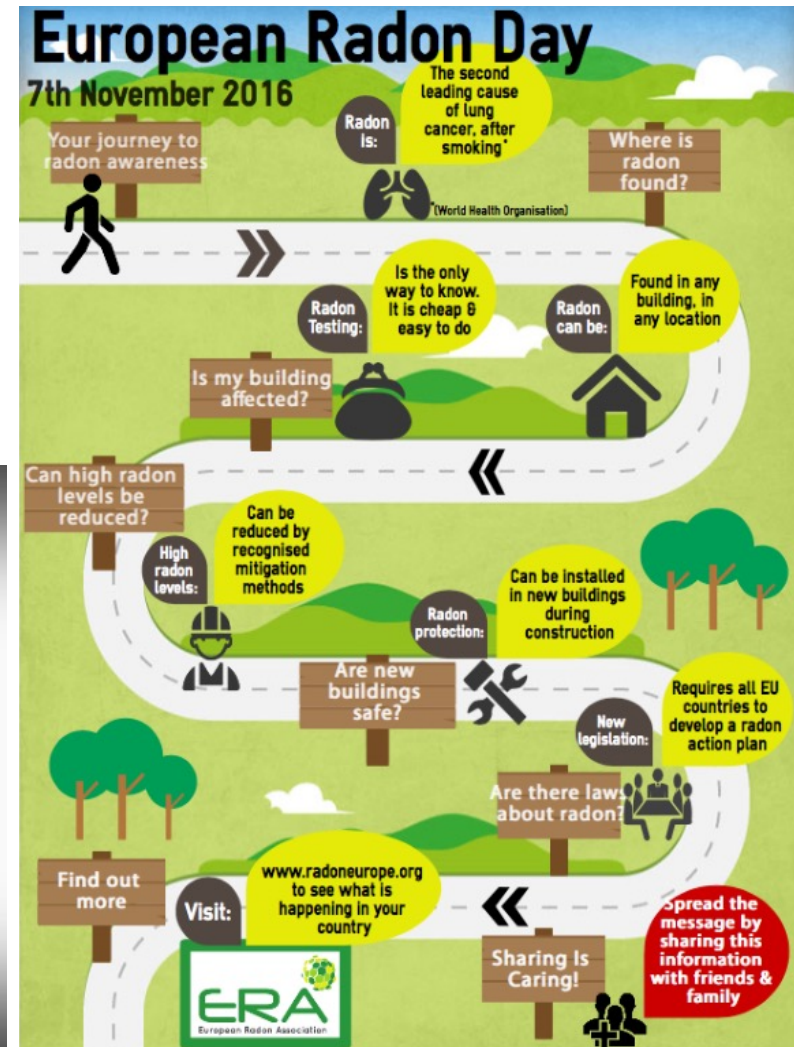 European Radon Day
7th November 2016
Your journey to
radon awareness
Radon
is:
The second
leading cause
of lung
cancer, after
smoking*
*(World Health Organisation)
Where is
radon
found?
Radon
can be:
Found in any
building, in
any location
Radon
Testing:
Is the only
way to know.
It is cheap &
easy to do
Is my building
affected?
Can high radon
levels be
reduced?
High
radon
levels:
Can be
reduced by
recognised
mitigation
methods
Radon
protection:
Can be installed
in new buildings
during
construction
Are new
buildings
safe?
New
legislation:
Requires all EU
countries to
develop a radon
action plan
Are there laws
about radon?
Find out
more
Visit:
www.radoneurope.org
to see what is
happening in your
country
ERA
European Radon Association
Sharing Is
Caring!
Spread the
message by
sharing this
information
with friends &
family